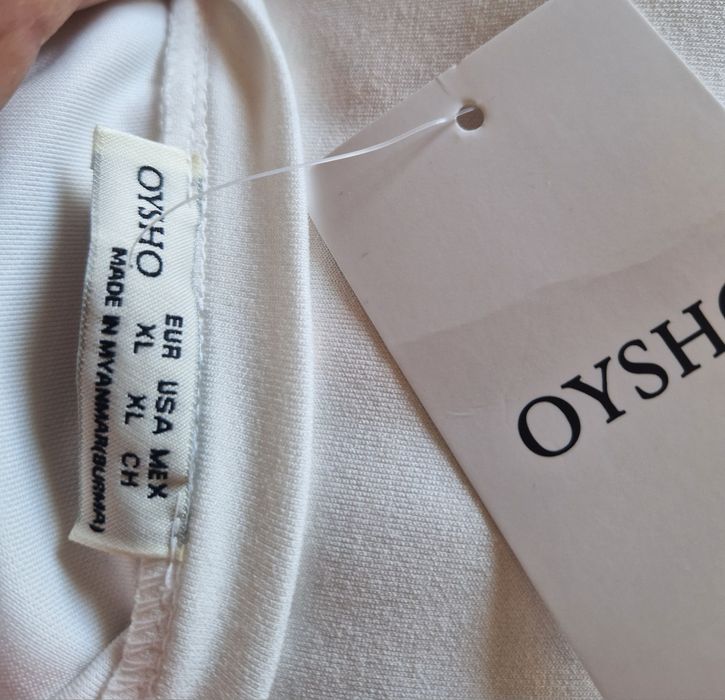 OYSHO
EUR USA MEX
XL XL CH
MADE IN MYANMAR(BURMA)
OYSHO